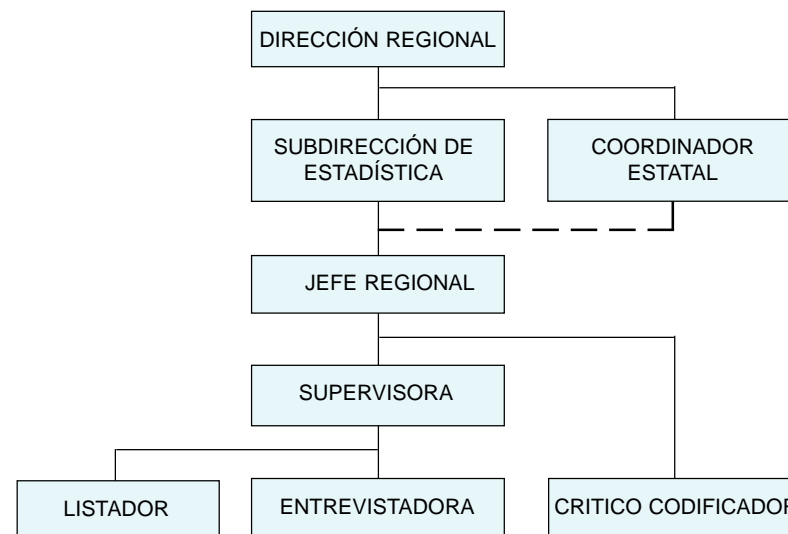 DIRECCIÓN REGIONAL
SUBDIRECCIÓN DE
ESTADÍSTICA
COORDINADOR
ESTATAL
JEFE REGIONAL
SUPERVISORA
LISTADOR
ENTREVISTADORA
CRITICO CODIFICADOR